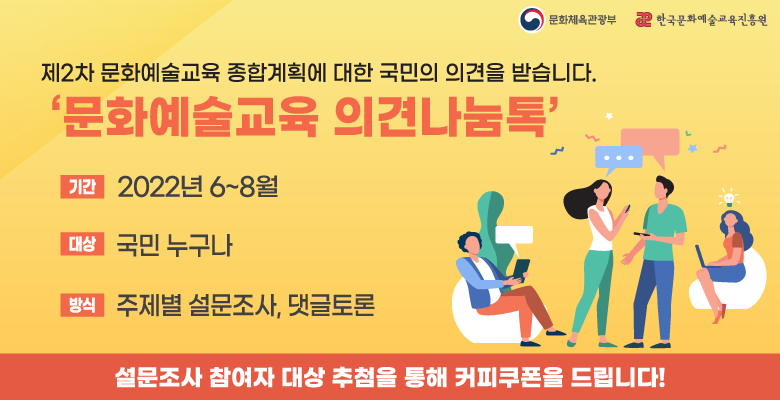 문화체육관광부 한국문화예술교육진흥원
제2차 문화예술교육 종합계획에 대한 국민의 의견을 받습니다.
‘문화예술교육 의견나눔톡’
기간 2022년 6~8월
대상 국민 누구나
방식 주제별 설문조사, 댓글토론
설문조사 참여자 대상 추첨을 통해 커피쿠폰을 드립니다!